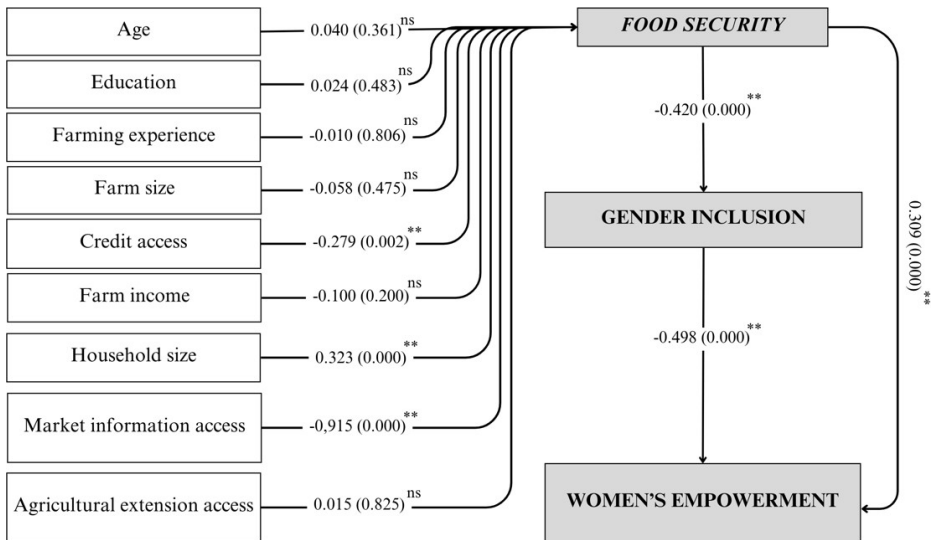 Age
0.040 (0.361)ns
FOOD SECURITY
Education
0.024 (0.483)ns
-0.420 (0.000)**
Farming experience
-0.010 (0.806)ns
Farm size
-0.058 (0.475)ns
GENDER INCLUSION
Credit access
-0.279 (0.002)**
0.309 (0.000)**
Farm income
-0.100 (0.200)ns
Household size
0.323 (0.000)**
-0.498 (0.000)**
Market information access
-0,915 (0.000)**
Agricultural extension access
0.015 (0.825)ns
WOMEN'S EMPOWERMENT